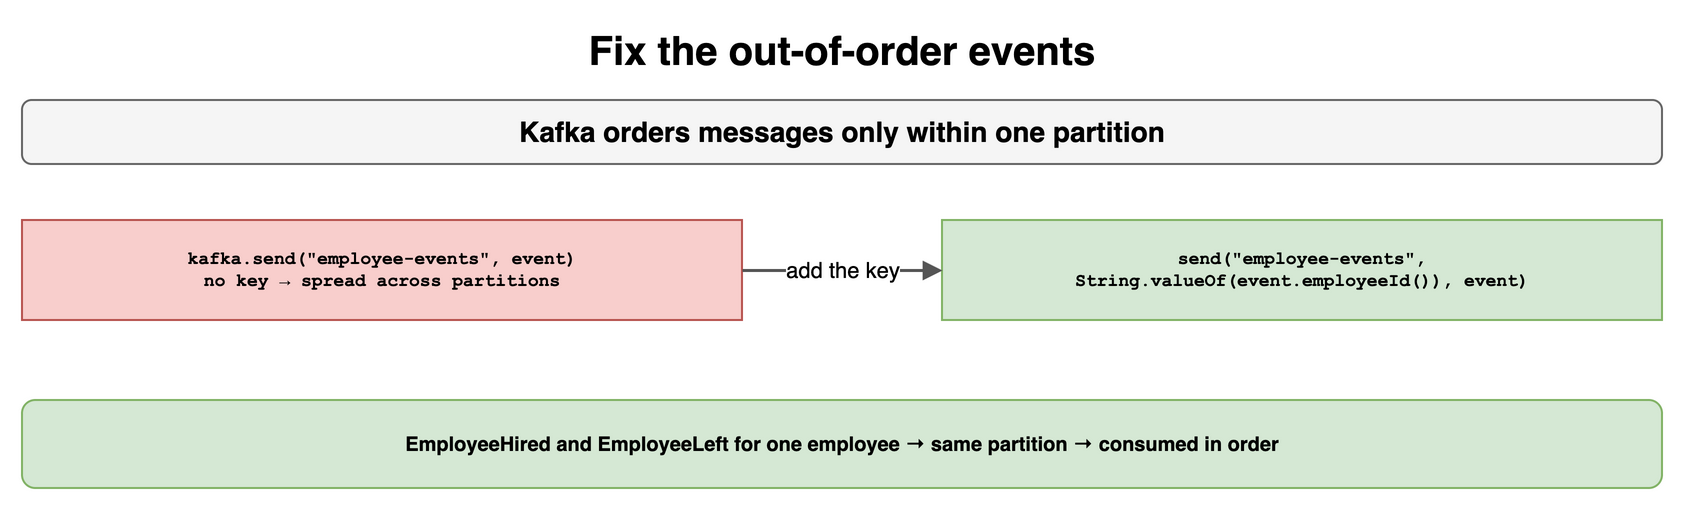 Fix the out-of-order events
Kafka orders messages only within one partition
kafka.send("employee-events", event)
no key → spread across partitions
add the key
send("employee-events",
String.valueOf(event.employeeId()), event)
EmployeeHired and EmployeeLeft for one employee → same partition → consumed in order